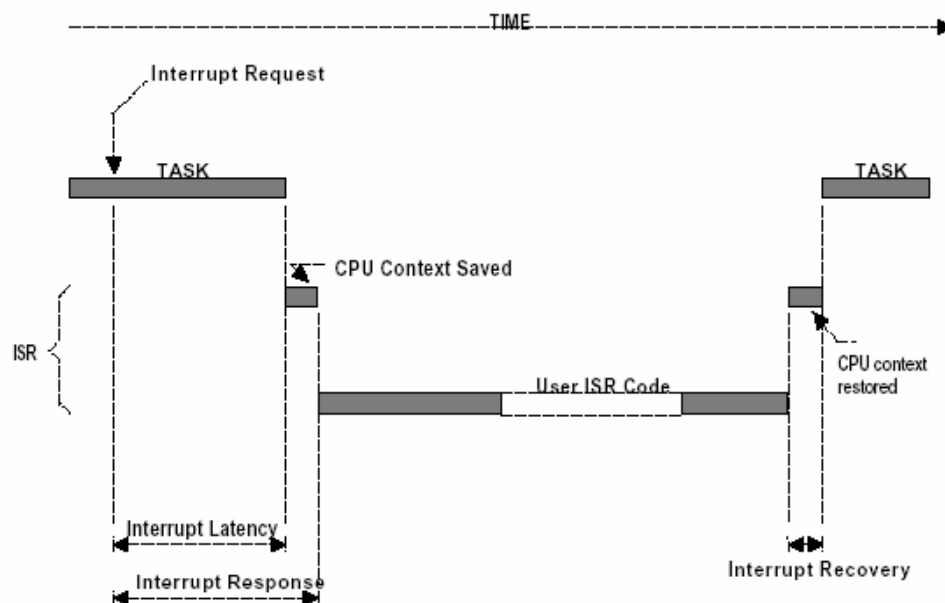 TIME
Interrupt Request
TASK
TASK
CPU Context Saved
ISR
CPU context
restored
User ISR Code
Interrupt Latency
Interrupt Recovery
Interrupt Response